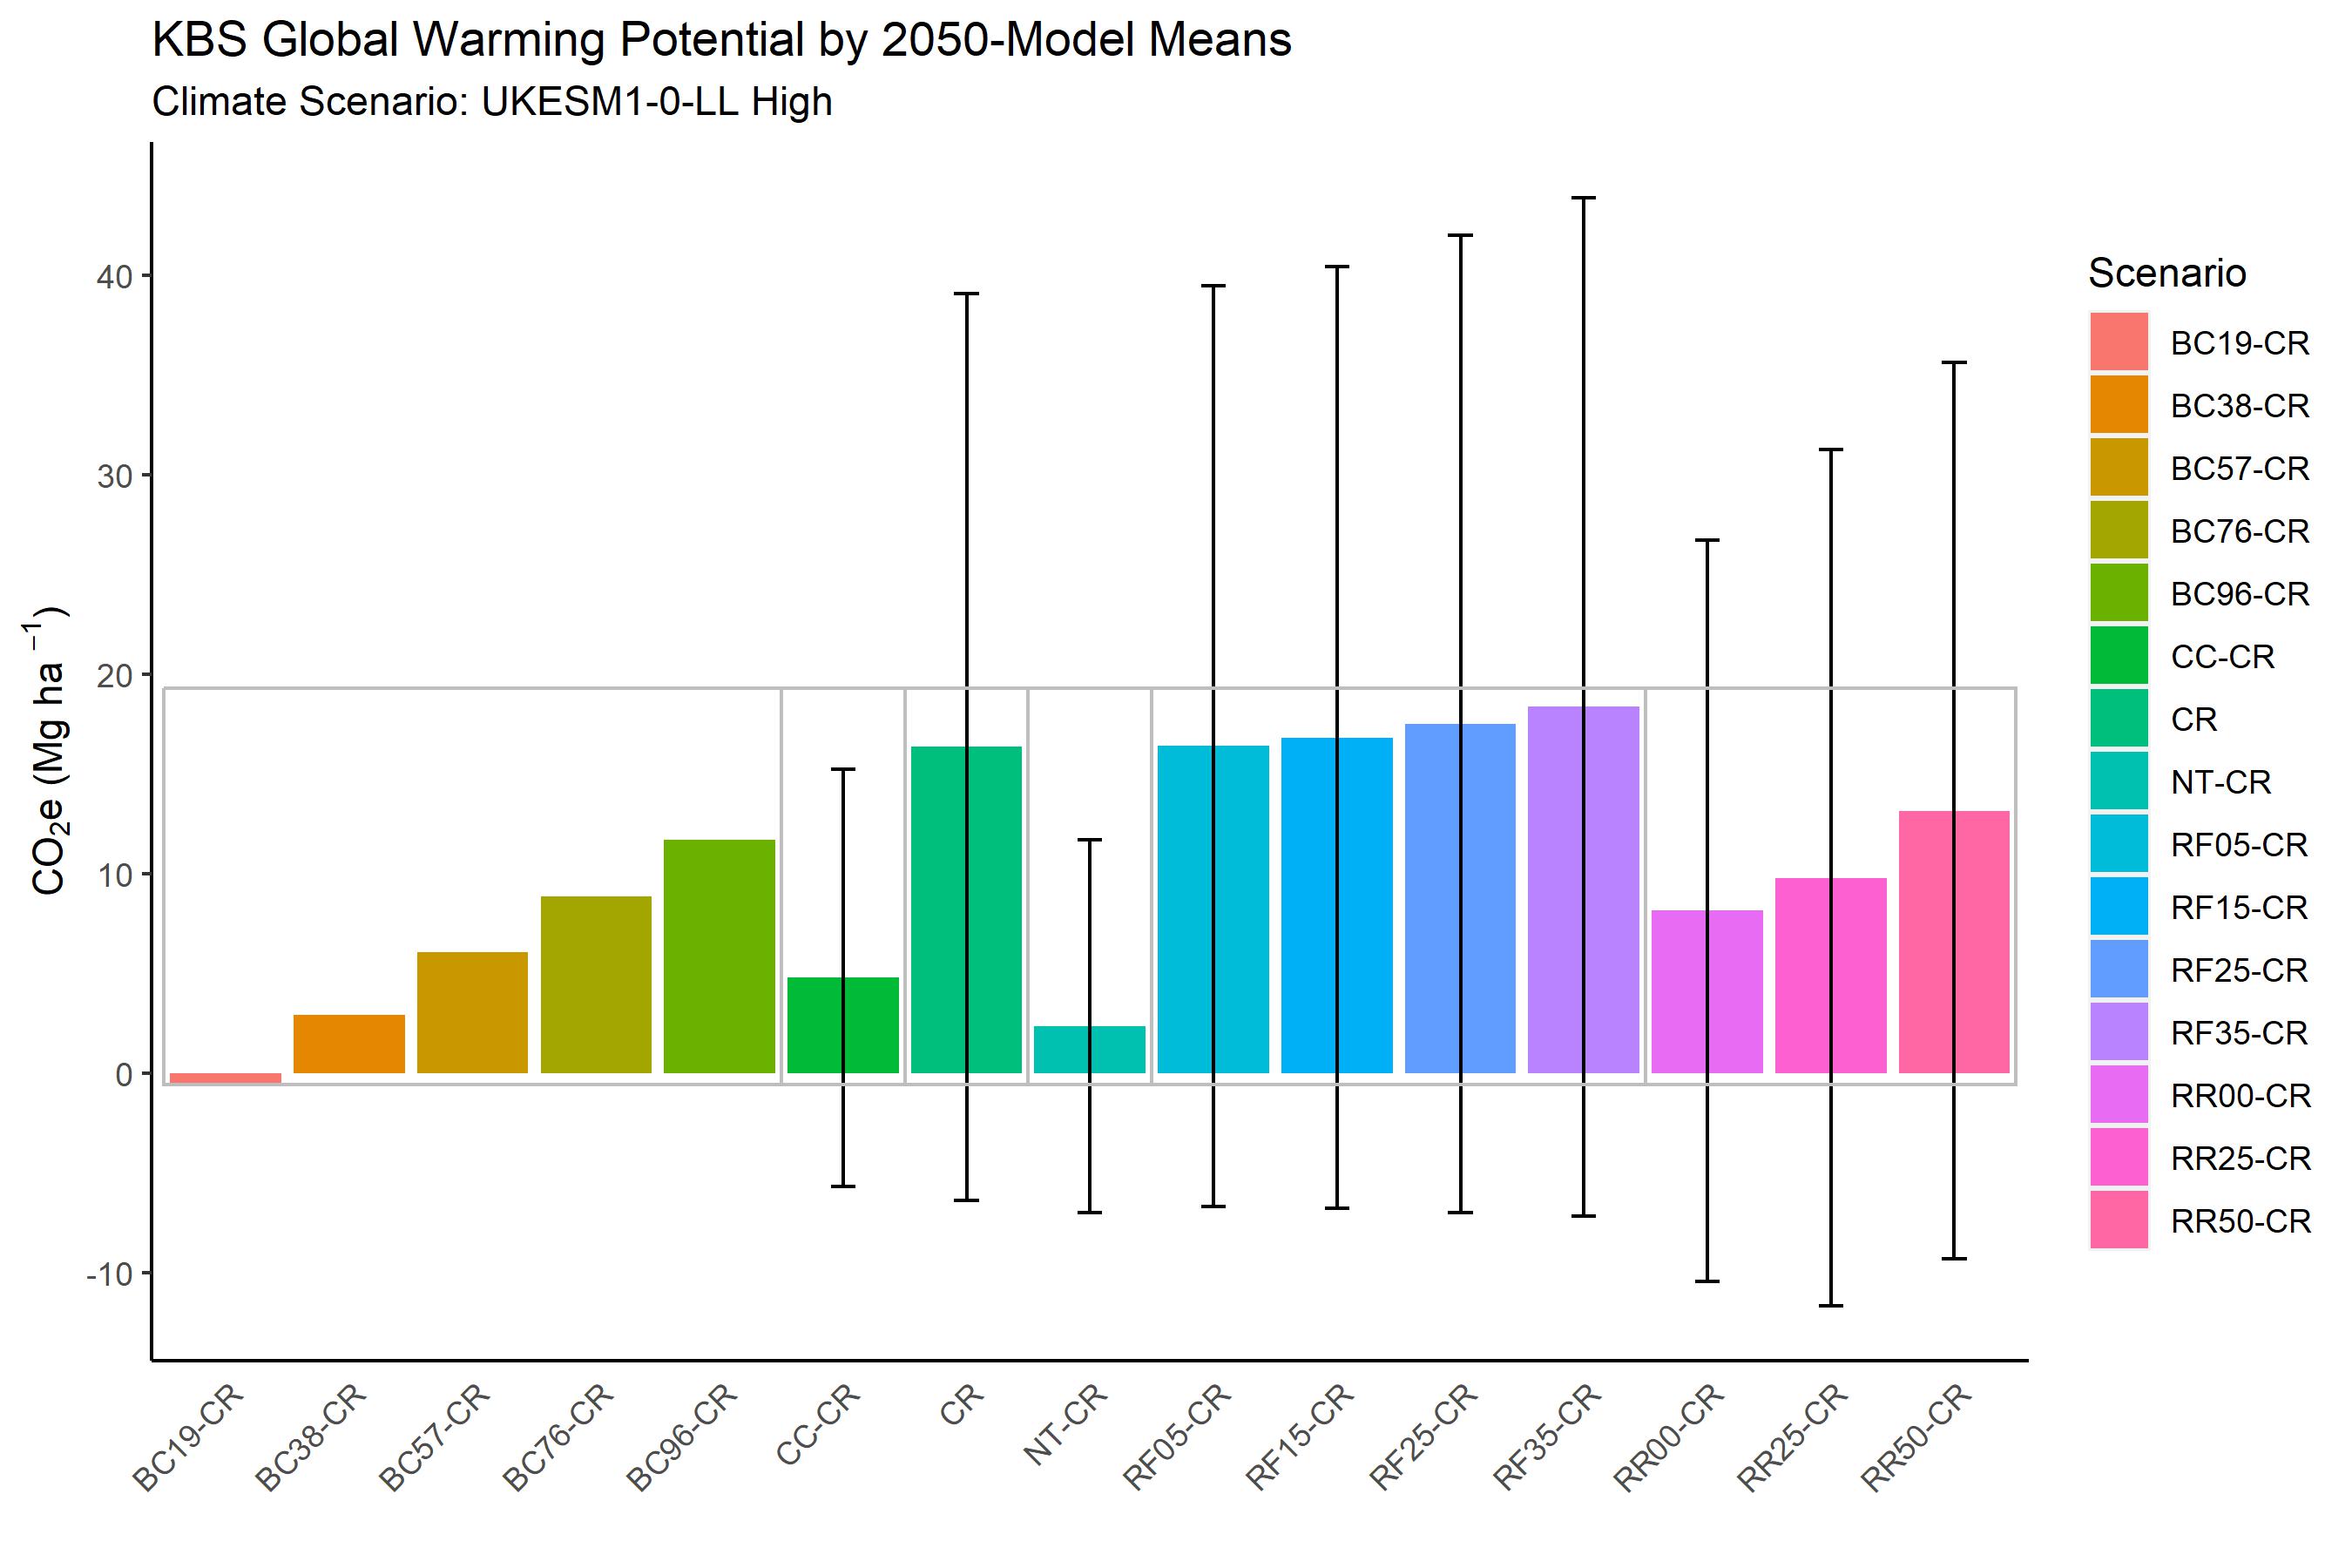 KBS Global Warming Potential by 2050-Model Means
Climate Scenario: UKESM1-0-LL High
CO₂e (Mg ha ⁻¹)
40
30
20
10
0
-10
BC19-CR
BC38-CR
BC57-CR
BC76-CR
BC96-CR
CC-CR
CR
NT-CR
RF05-CR
RF15-CR
RF25-CR
RF35-CR
RR00-CR
RR25-CR
RR50-CR
Scenario
BC19-CR
BC38-CR
BC57-CR
BC76-CR
BC96-CR
CC-CR
CR
NT-CR
RF05-CR
RF15-CR
RF25-CR
RF35-CR
RR00-CR
RR25-CR
RR50-CR